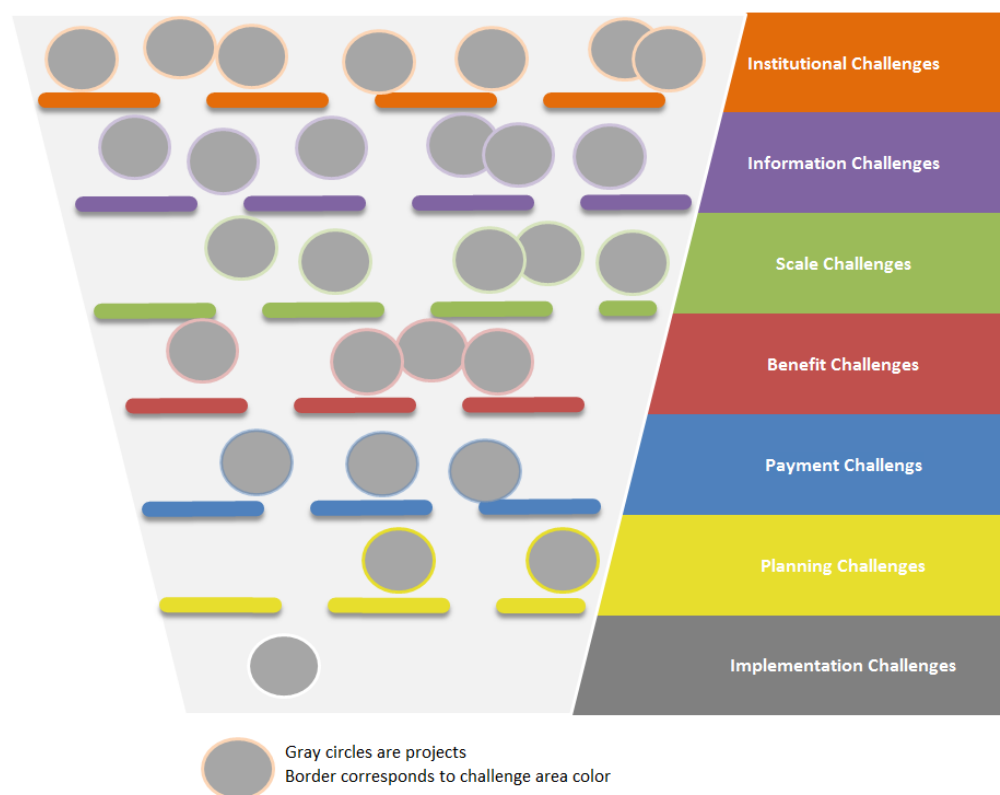 Institutional Challenges
Information Challenges
Scale Challenges
Benefit Challenges
Payment Challengs
Planning Challenges
Implementation Challenges
Gray circles are projects
Border corresponds to challenge area color